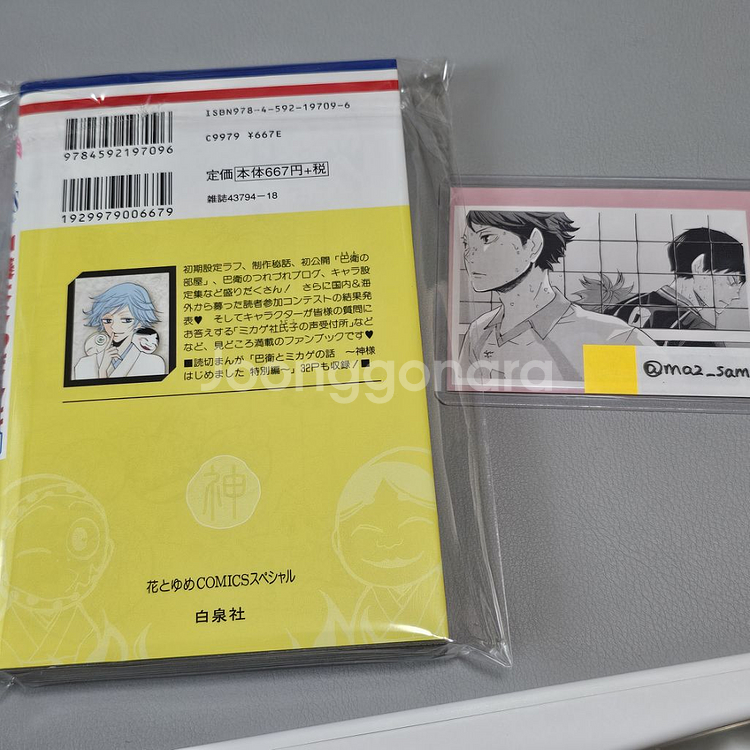 ISBN978-4-592-19709-6
C9979 ¥667E
9784592197096
定価 本体667円+税
雑誌43794-18
1929979006679
初期設定ラフ、制作秘話、初公開「巴衛の
部屋」、巴衛のつれづれブログ、キャラ設
定集など盛りだくさん! さらに国内&海
外から募った読者参加コンテストの結果発
表♥ そしてキャラクターが皆様の質問に
お答えする「ミカゲ社氏子の声受付所」など
など、見どころ満載のファンブックです♥
■読切まんが「巴衛とミカゲの話 ~神様
はじめました 特別編~」32Pも収録!■
神
花とゆめCOMICSスペシャル
白泉社
@ma2_sam